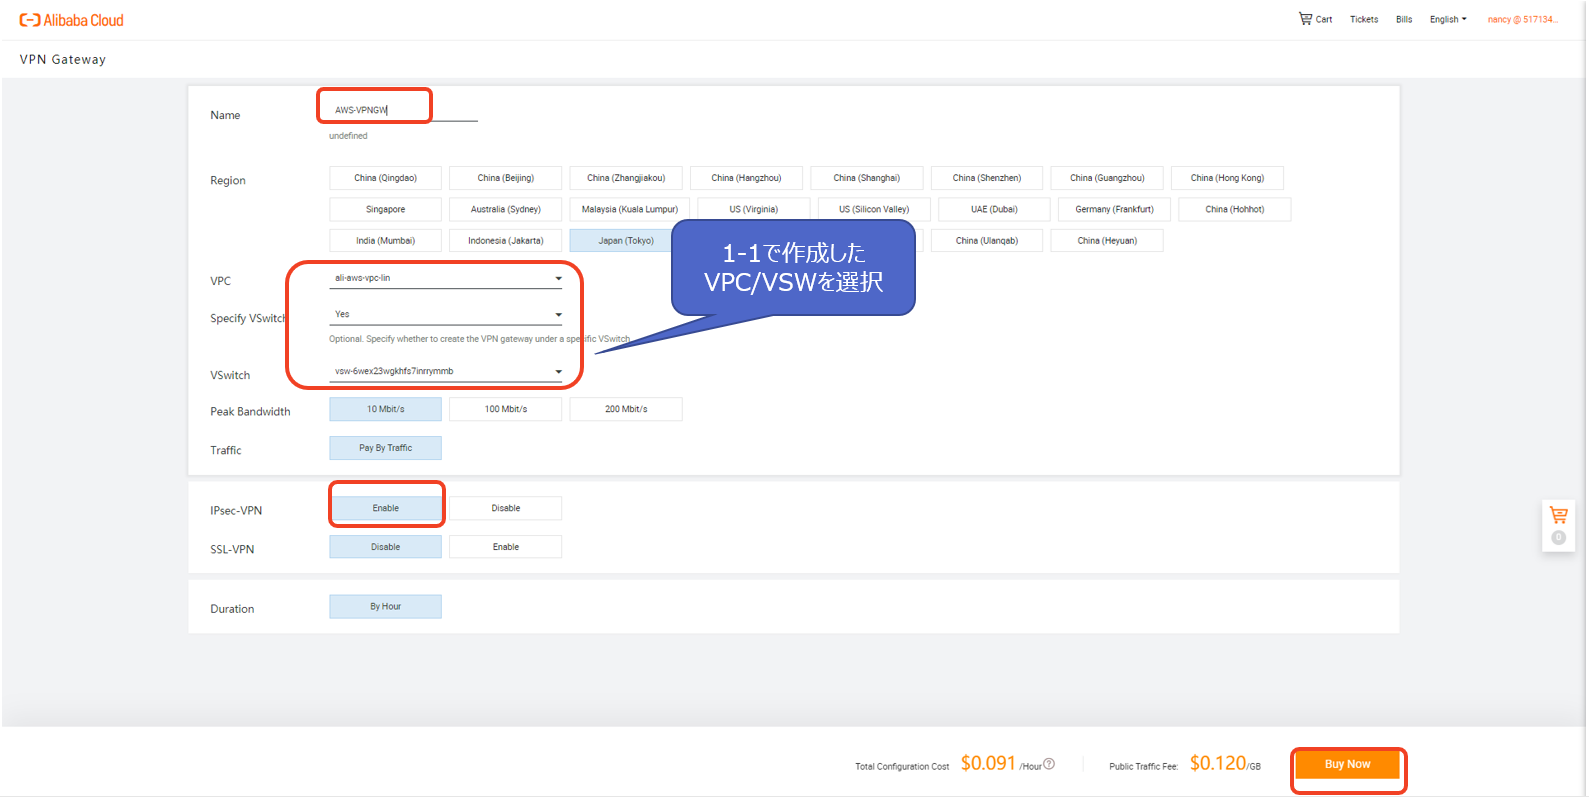 Alibaba Cloud
Cart Tickets Bills English nancy @ 517134...
VPN Gateway
Name AWS-VPNGW
undefined
Region China (Qingdao) China (Beijing) China (Zhangjiakou) China (Hangzhou) China (Shanghai) China (Shenzhen) China (Guangzhou) China (Hong Kong)
Singapore Australia (Sydney) Malaysia (Kuala Lumpur) US (Virginia) US (Silicon Valley) UAE (Dubai) Germany (Frankfurt) China (Hohhot)
India (Mumbai) Indonesia (Jakarta) Japan (Tokyo) China (Ulanqab) China (Heyuan)
1-1で作成した
VPC/VSWを選択
VPC ali-aws-vpc-lin
Specify VSwitch Yes
Optional. Specify whether to create the VPN gateway under a specific VSwitch
VSwitch vsw-6wex23wgkhfs7inrrymmb
Peak Bandwidth 10 Mbit/s 100 Mbit/s 200 Mbit/s
Traffic Pay By Traffic
IPsec-VPN Enable Disable
SSL-VPN Disable Enable
0
Duration By Hour
Total Configuration Cost $0.091 /Hour ? Public Traffic Fee: $0.120 /GB Buy Now